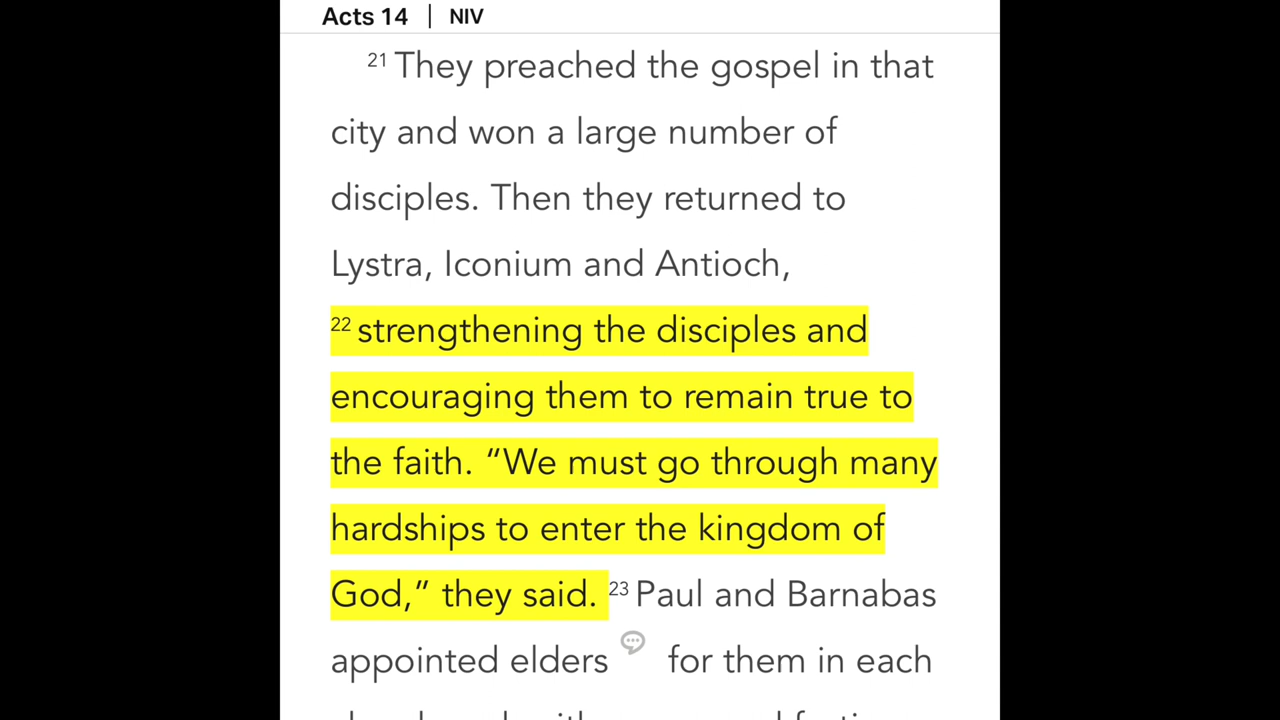 Acts 14 | NIV
21 They preached the gospel in that
city and won a large number of
disciples. Then they returned to
Lystra, Iconium and Antioch,
22 strengthening the disciples and
encouraging them to remain true to
the faith. “We must go through many
hardships to enter the kingdom of
God,” they said. 23 Paul and Barnabas
appointed elders for them in each